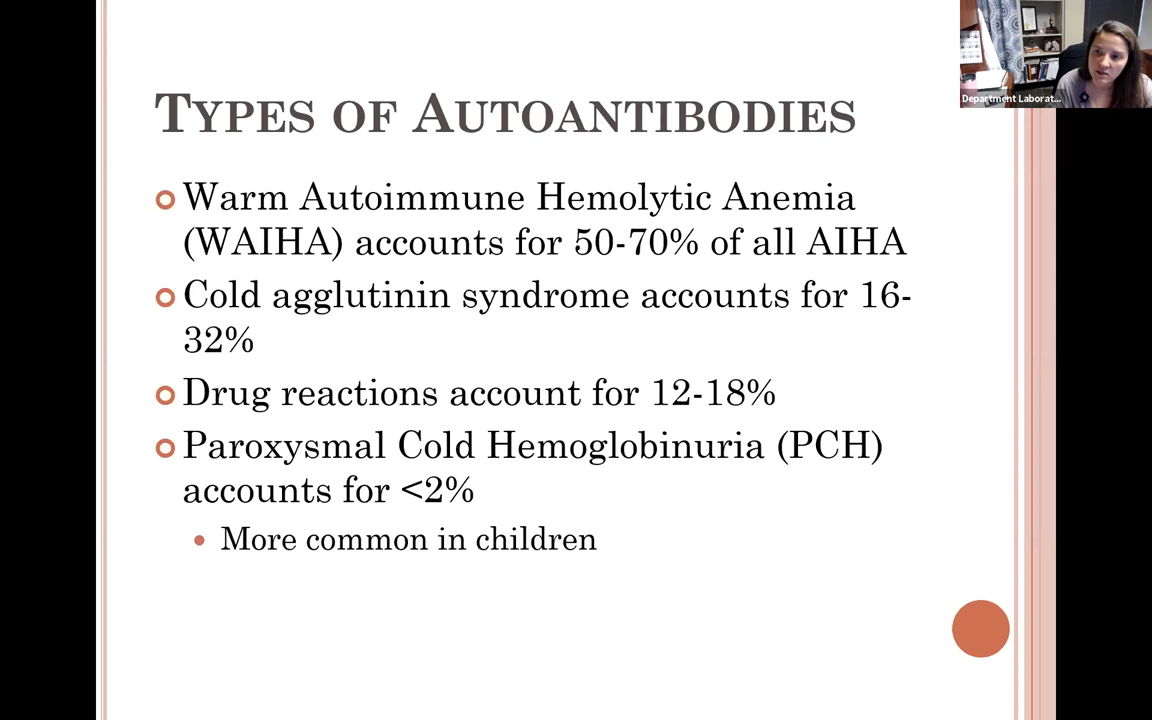 Department Laborat...
TYPES OF AUTOANTIBODIES
Warm Autoimmune Hemolytic Anemia
(WAIHA) accounts for 50-70% of all AIHA
Cold agglutinin syndrome accounts for 16-
32%
Drug reactions account for 12-18%
Paroxysmal Cold Hemoglobinuria (PCH)
accounts for <2%
More common in children